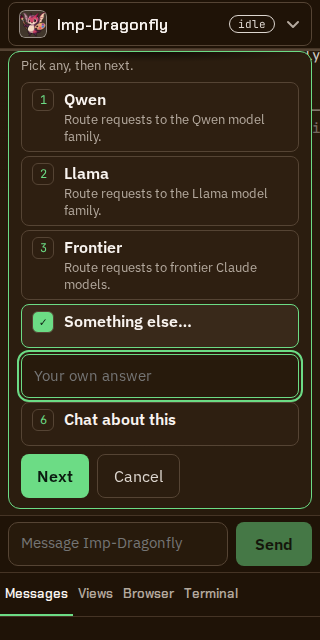 Imp-Dragonfly
idle
Pick any, then next.
1 Qwen
Route requests to the Qwen model
family.
2 Llama
Route requests to the Llama model
family.
3 Frontier
Route requests to frontier Claude
models.
✓ Something else...
Your own answer
6 Chat about this
Next Cancel
Message Imp-Dragonfly Send
Messages Views Browser Terminal